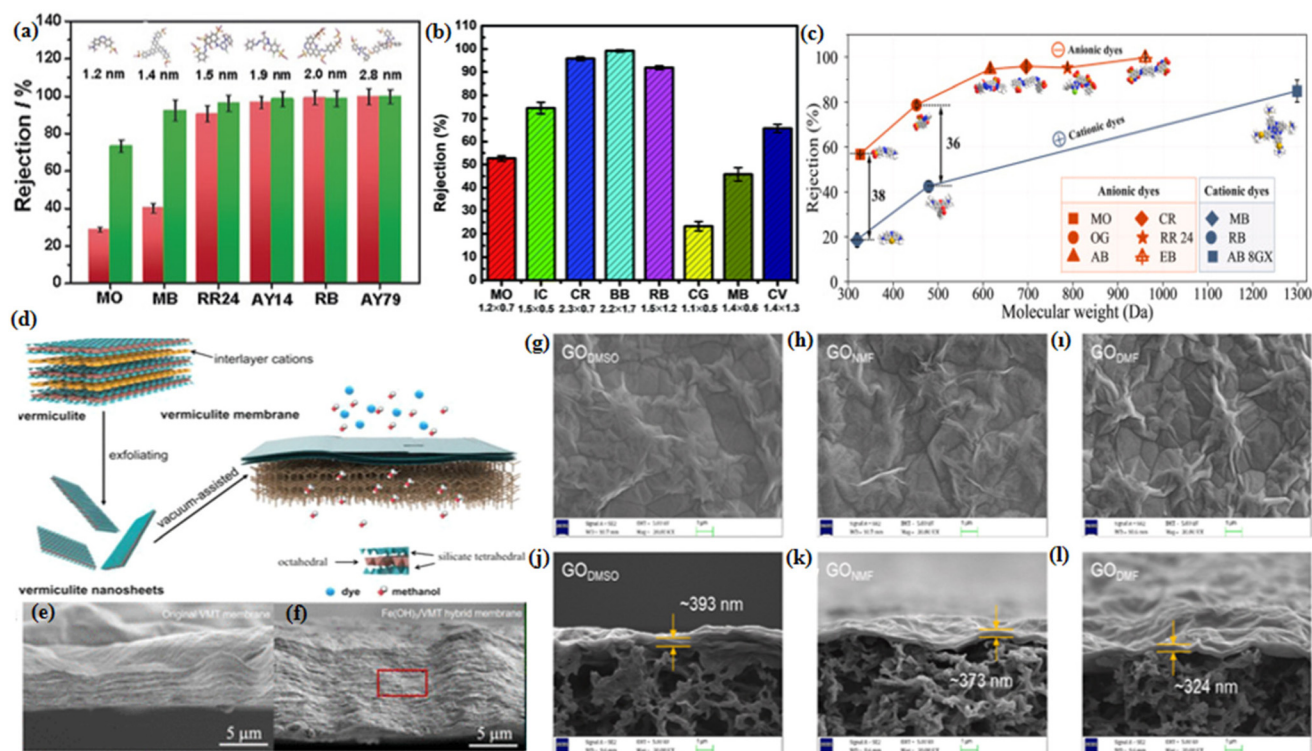 (a)
Rejection / %
140
120
100
80
60
40
20
0
1.2 nm 1.4 nm 1.5 nm 1.9 nm 2.0 nm 2.8 nm
MO MB RR24 AY14 RB AY79
(b)
Rejection (%)
110
100
90
80
70
60
50
40
30
20
10
0
MO IC CR BB RB CG MB CV
1.2×0.7 1.5×0.5 2.3×0.7 2.2×1.7 1.5×1.2 1.1×0.5 1.4×0.6 1.4×1.3
(c)
Rejection (%)
100
80
60
40
20
0
Anionic dyes
Cationic dyes
36
38
Anionic dyes Cationic dyes
MO CR MB
OG RR 24 RB
AB EB AB 8GX
300 400 500 600 700 800 900 1000 1100 1200 1300
Molecular weight (Da)
(d)
interlayer cations
vermiculite
vermiculite membrane
exfoliating
vacuum-assisted
vermiculite nanosheets
octahedral
silicate tetrahedral
dye methanol
(e)
Original VMT membrane
5 μm
(f)
Fe(OH)3/VMT hybrid membrane
5 μm
(g)
GODMSO
(h)
GONMF
(i)
GODMF
(j)
GODMSO
~393 nm
(k)
GONMF
~373 nm
(l)
GODMF
~324 nm